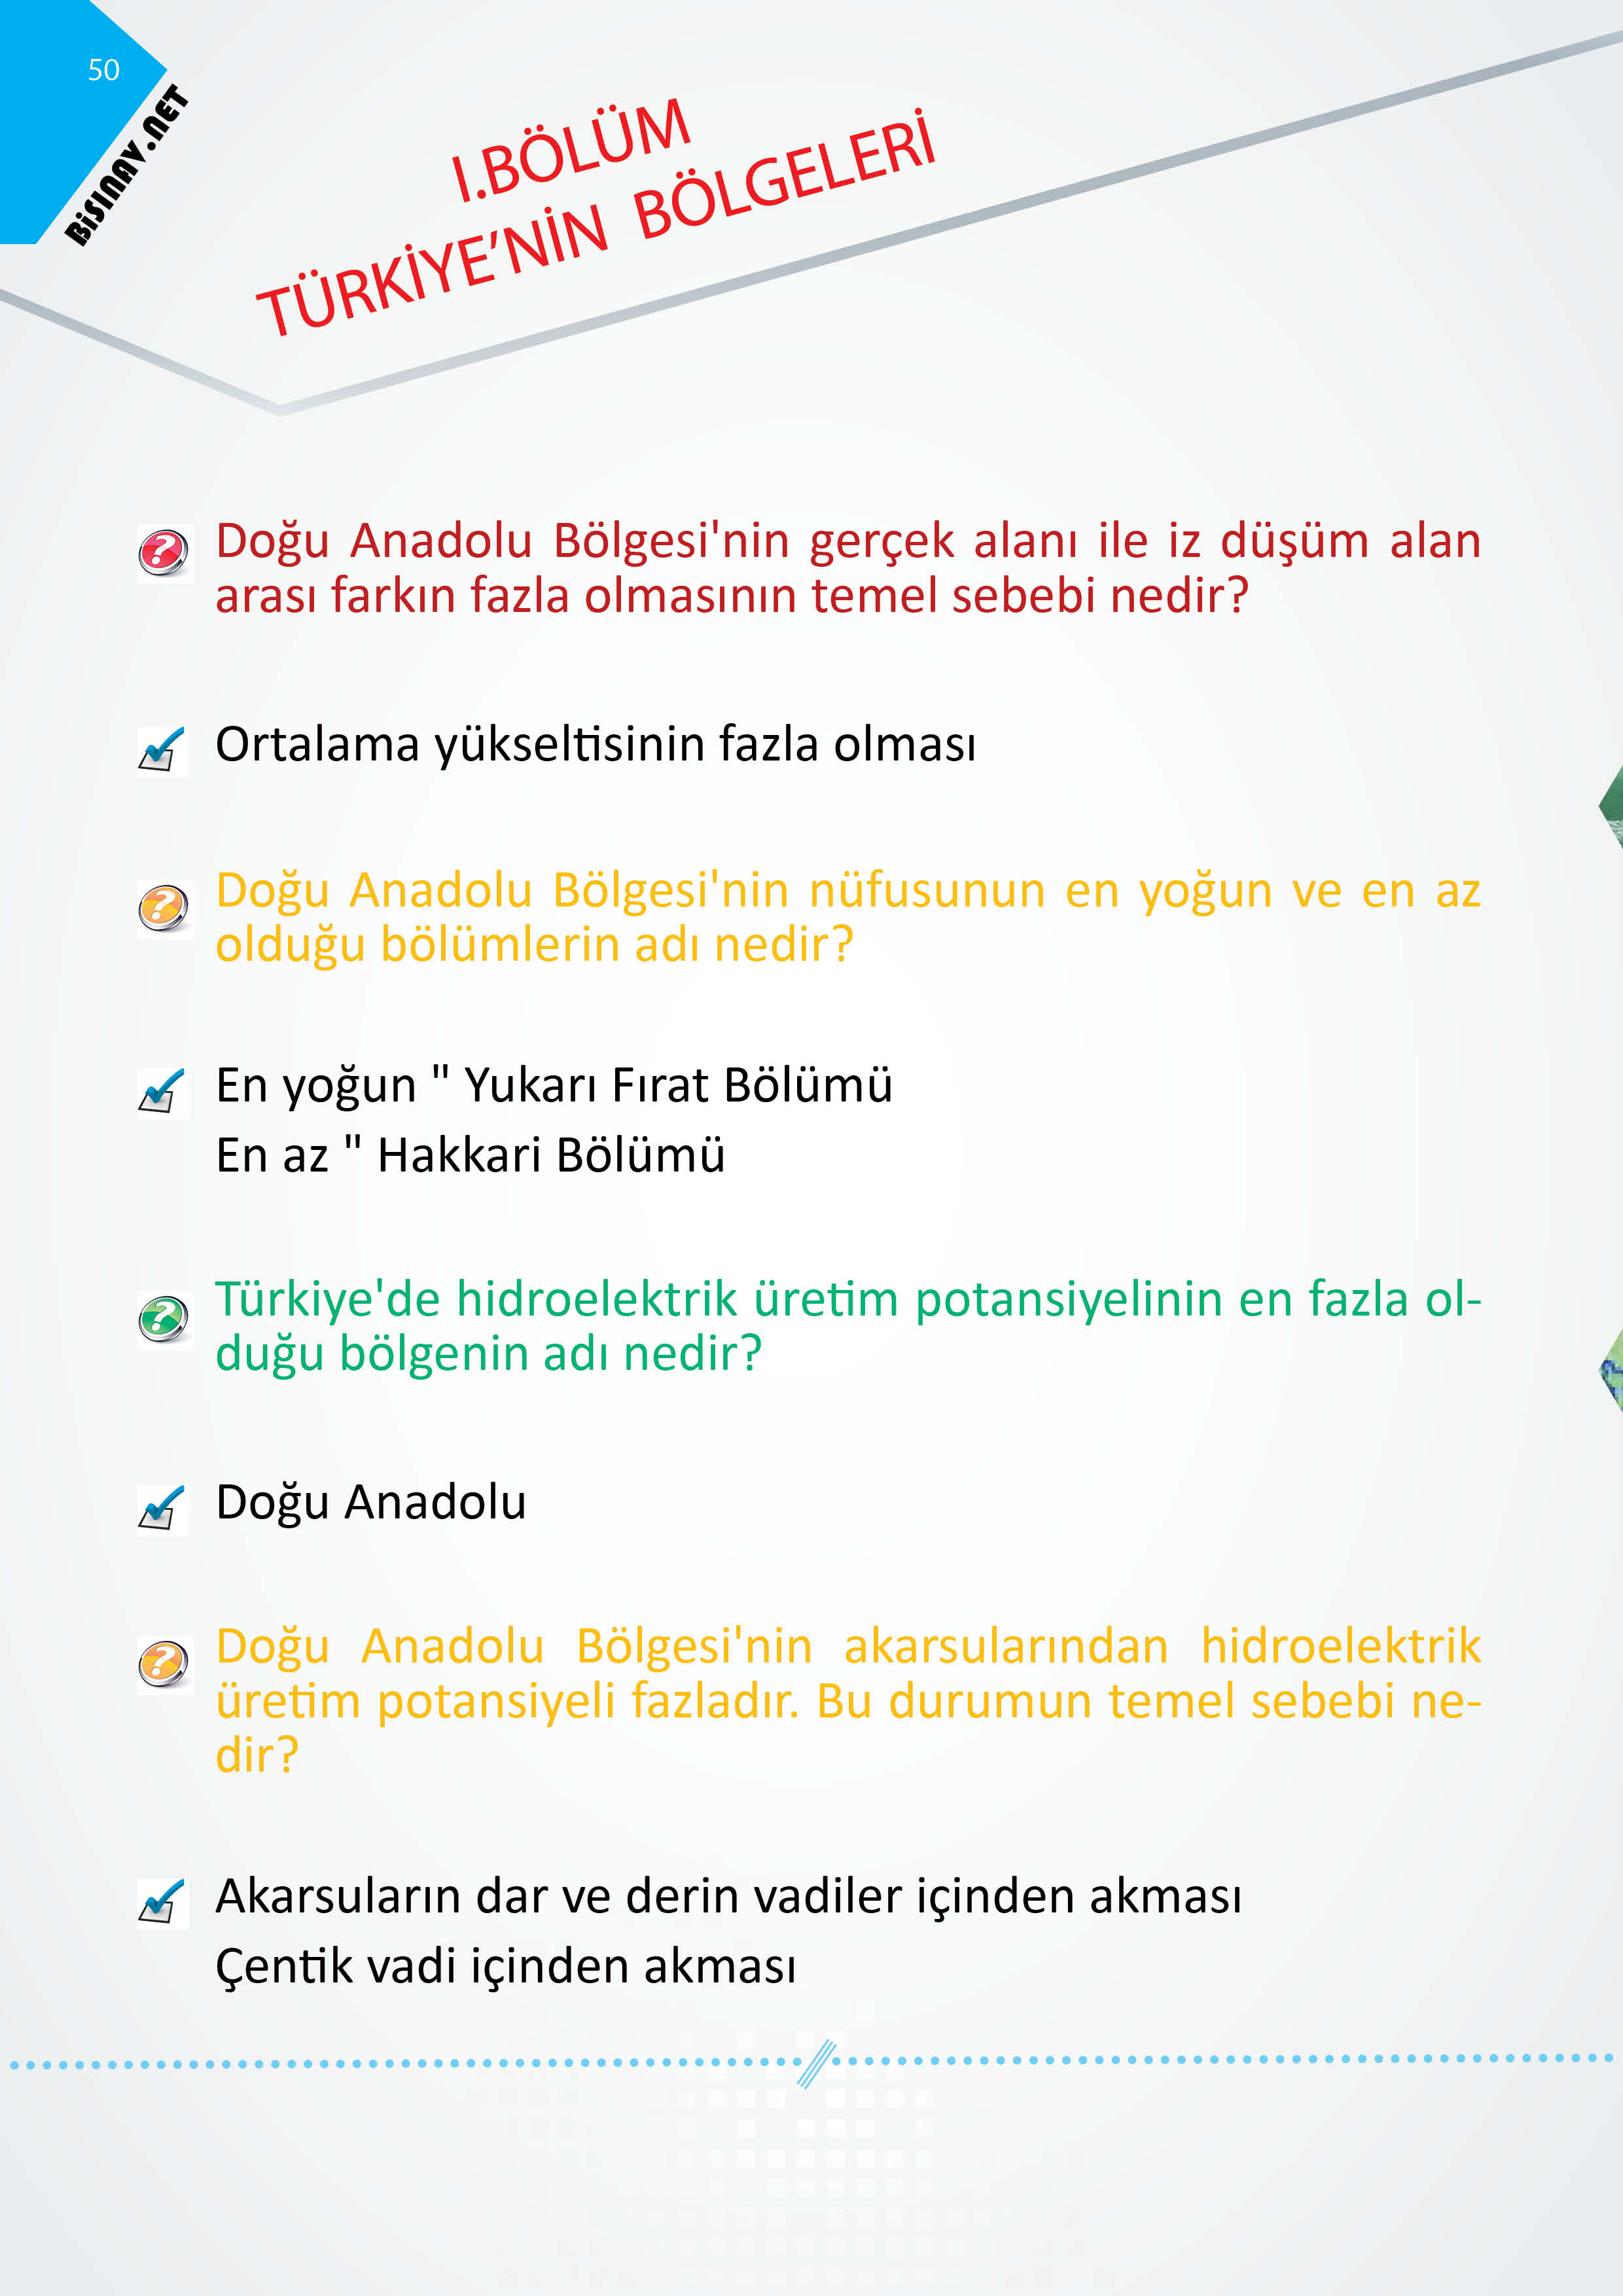 50
BiSINAV.NET
I.BÖLÜM
TÜRKİYE’NİN BÖLGELERİ
Doğu Anadolu Bölgesi'nin gerçek alanı ile iz düşüm alan
arası farkın fazla olmasının temel sebebi nedir?
Ortalama yükseltisinin fazla olması
Doğu Anadolu Bölgesi'nin nüfusunun en yoğun ve en az
olduğu bölümlerin adı nedir?
En yoğun " Yukarı Fırat Bölümü
En az " Hakkari Bölümü
Türkiye'de hidroelektrik üretim potansiyelinin en fazla ol-
duğu bölgenin adı nedir?
Doğu Anadolu
Doğu Anadolu Bölgesi'nin akarsularından hidroelektrik
üretim potansiyeli fazladır. Bu durumun temel sebebi ne-
dir?
Akarsuların dar ve derin vadiler içinden akması
Çentik vadi içinden akması